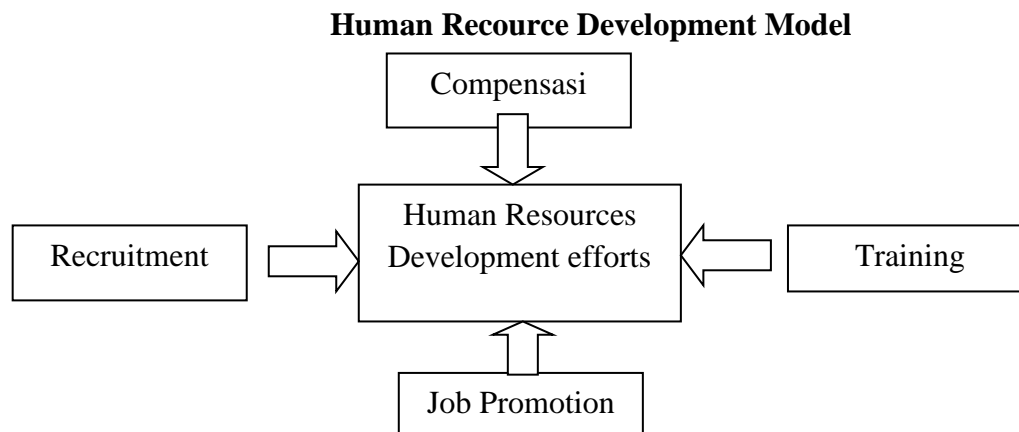 Human Recource Development Model
Compensasi
Human Resources
Development efforts
Recruitment
Training
Job Promotion